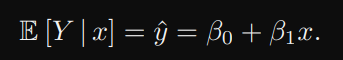 𝔼 [Y | x] = ŷ = β₀ + β₁x.